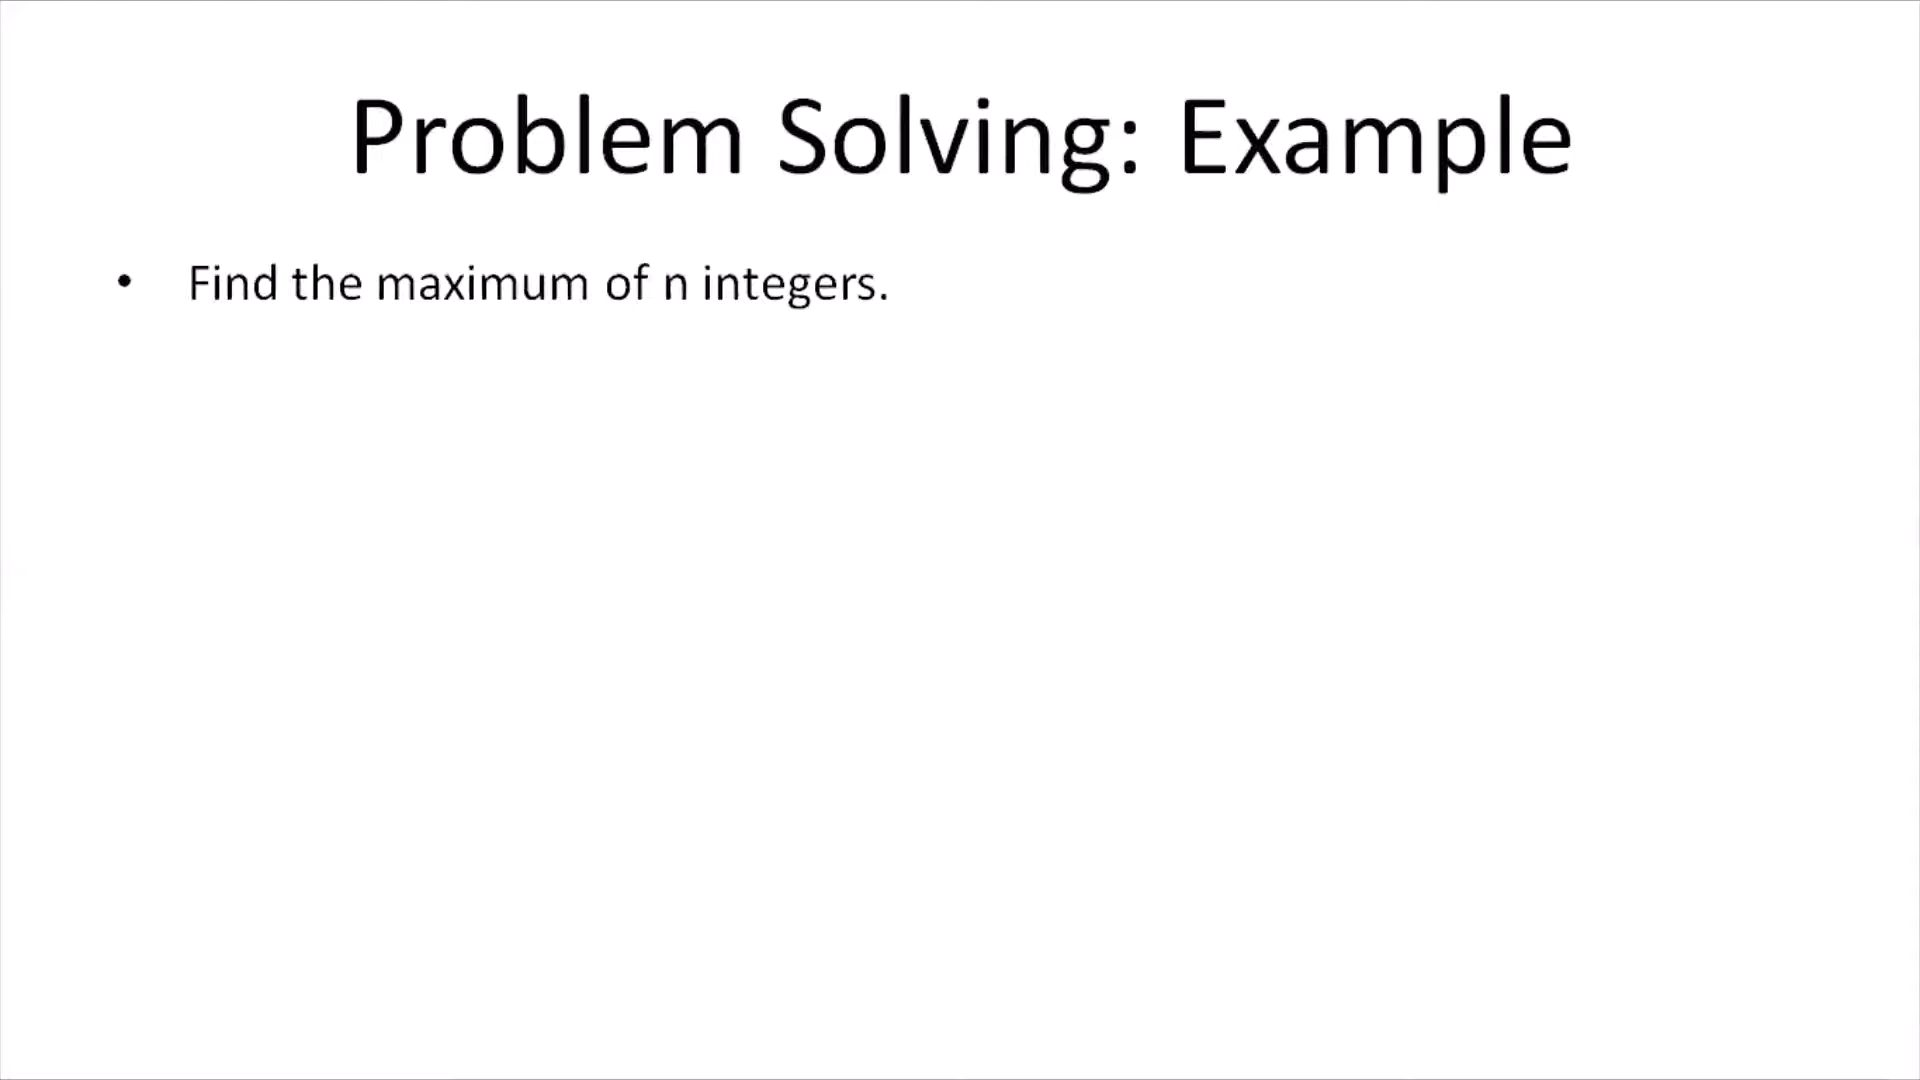 Problem Solving: Example
• Find the maximum of n integers.